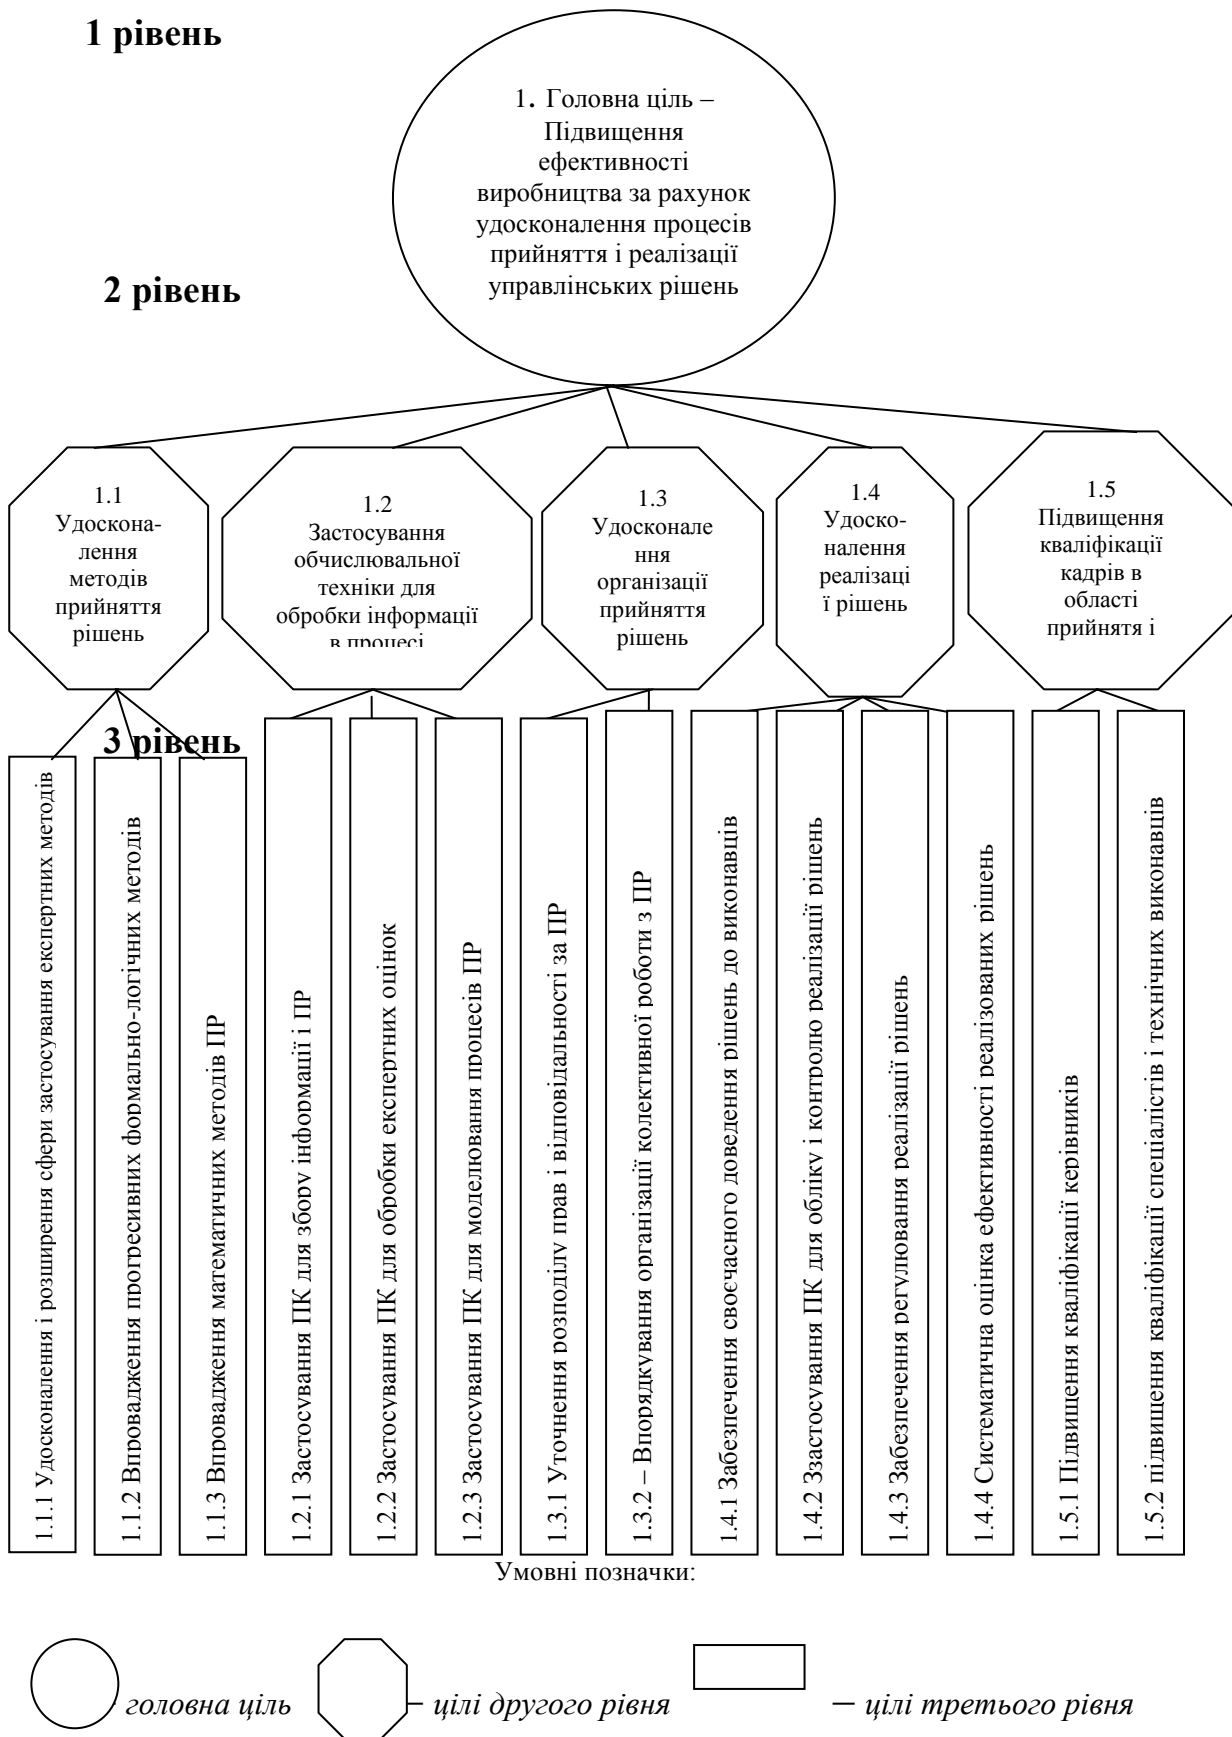 1 рівень
1. Головна ціль –
Підвищення
ефективності
виробництва за рахунок
удосконалення процесів
прийняття і реалізації
управлінських рішень
2 рівень
1.1
Удоскона-
лення
методів
прийняття
рішень
1.2
Застосування
обчислювальної
техніки для
обробки інформації
в процесі
1.3
Удосконале
ння
організації
прийняття
рішень
1.4
Удоско-
налення
реалізаці
ї рішень
1.5
Підвищення
кваліфікації
кадрів в
області
прийнятя і
3 рівень
1.1.1 Удосконалення і розширення сфери застосування експертних методів
1.1.2 Впровадження прогресивних формально-логічних методів
1.1.3 Впровадження математичних методів ПР
1.2.1 Застосування ПК для збору інформації і ПР
1.2.2 Застосування ПК для обробки експертних оцінок
1.2.3 Застосування ПК для моделювання процесів ПР
1.3.1 Уточнення розподілу прав і відповідальності за ПР
1.3.2 – Впорядкування організації колективної роботи з ПР
1.4.1 Забезпечення своєчасного доведення рішень до виконавців
1.4.2 Ззастосування ПК для обліку і контролю реалізації рішень
1.4.3 Забезпечення регулювання реалізації рішень
1.4.4 Систематична оцінка ефективності реалізованих рішень
1.5.1 Підвищення кваліфікації керівників
1.5.2 підвищення кваліфікації спеціалістів і технічних виконавців
Умовні позначки:
- головна ціль
– цілі другого рівня
– цілі третього рівня